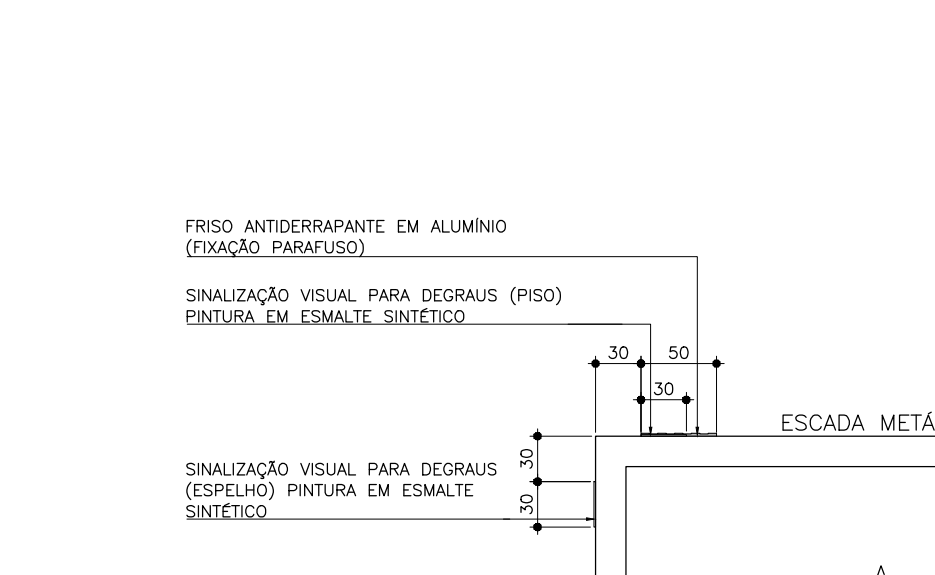 FRISO ANTIDERRAPANTE EM ALUMÍNIO
(FIXAÇÃO PARAFUSO)
SINALIZAÇÃO VISUAL PARA DEGRAUS (PISO)
PINTURA EM ESMALTE SINTÉTICO
30 50
30
ESCADA METÁ
SINALIZAÇÃO VISUAL PARA DEGRAUS
(ESPELHO) PINTURA EM ESMALTE
SINTÉTICO
30
30